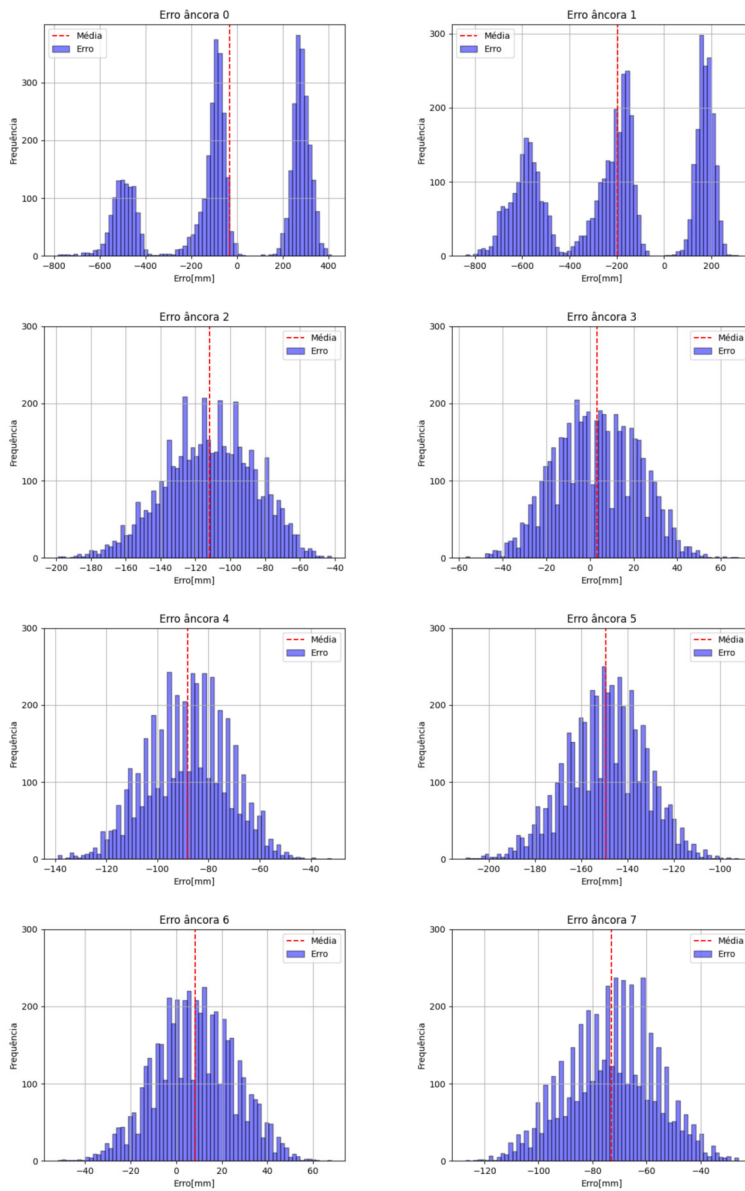 Erro âncora 0
Média
Erro
Frequência
300
200
100
0
−800 −600 −400 −200 0 200 400
Erro[mm]
Erro âncora 1
Média
Erro
Frequência
300
250
200
150
100
50
0
−800 −600 −400 −200 0 200
Erro[mm]
Erro âncora 2
Média
Erro
Frequência
300
200
100
0
−200 −180 −160 −140 −120 −100 −80 −60 −40
Erro[mm]
Erro âncora 3
Média
Erro
Frequência
300
200
100
0
−60 −40 −20 0 20 40 60
Erro[mm]
Erro âncora 4
Média
Erro
Frequência
300
200
100
0
−140 −120 −100 −80 −60 −40
Erro[mm]
Erro âncora 5
Média
Erro
Frequência
300
200
100
0
−200 −180 −160 −140 −120 −100
Erro[mm]
Erro âncora 6
Média
Erro
Frequência
300
200
100
0
−40 −20 0 20 40 60
Erro[mm]
Erro âncora 7
Média
Erro
Frequência
300
200
100
0
−120 −100 −80 −60 −40
Erro[mm]